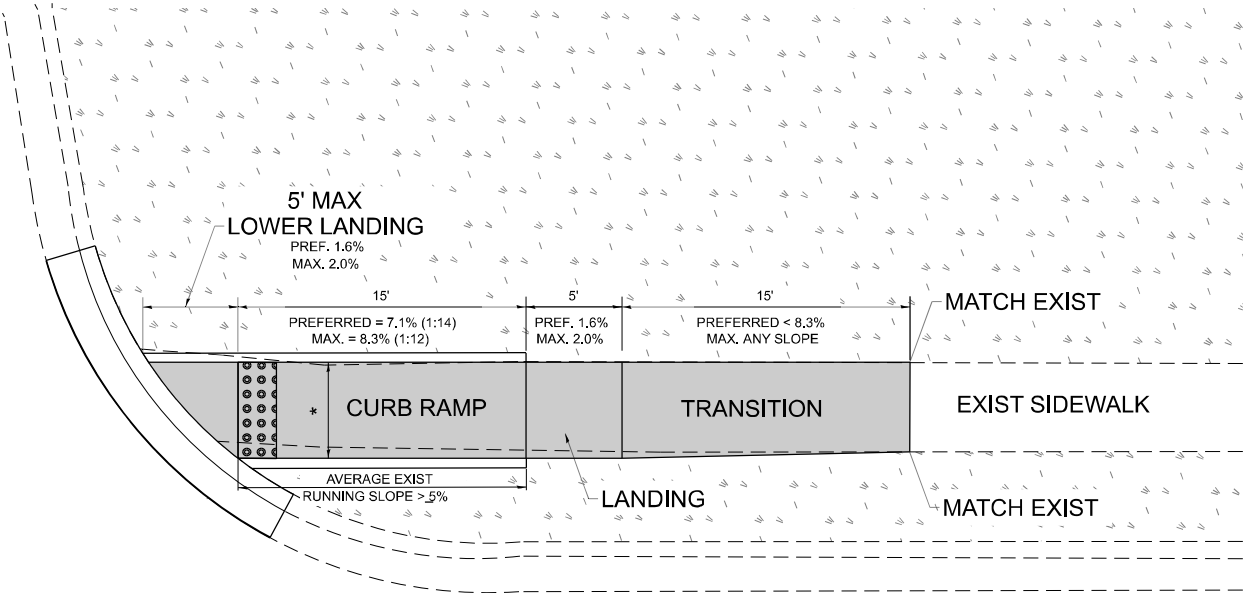 5' MAX
LOWER LANDING
PREF. 1.6%
MAX. 2.0%
15'
5'
15'
MATCH EXIST
PREFERRED = 7.1% (1:14)
MAX. = 8.3% (1:12)
PREF. 1.6%
MAX. 2.0%
PREFERRED < 8.3%
MAX. ANY SLOPE
*
CURB RAMP
TRANSITION
EXIST SIDEWALK
AVERAGE EXIST
RUNNING SLOPE > 5%
LANDING
MATCH EXIST